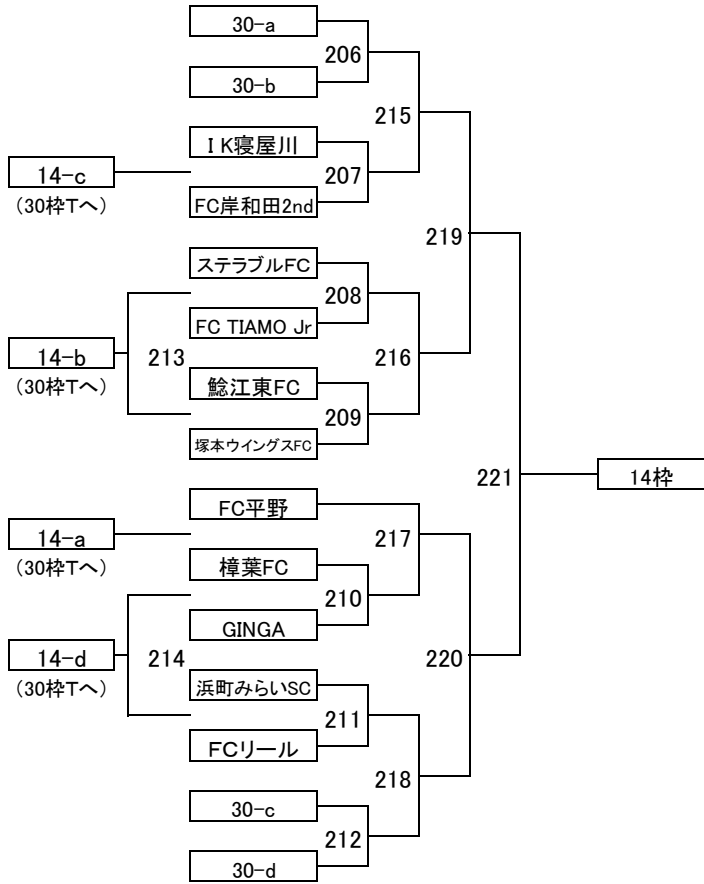 30-a
206
30-b
215
ＩＫ寝屋川
14-c
207
（30枠Tへ）
FC岸和田2nd
219
ステラブルFC
208
FC TIAMO Jr
14-b
213
216
（30枠Tへ）
鯰江東FC
209
塚本ウイングスFC
221
14枠
FC平野
14-a
217
（30枠Tへ）
樟葉FC
210
GINGA
14-d
214
220
（30枠Tへ）
浜町みらいSC
211
FCリール
218
30-c
212
30-d